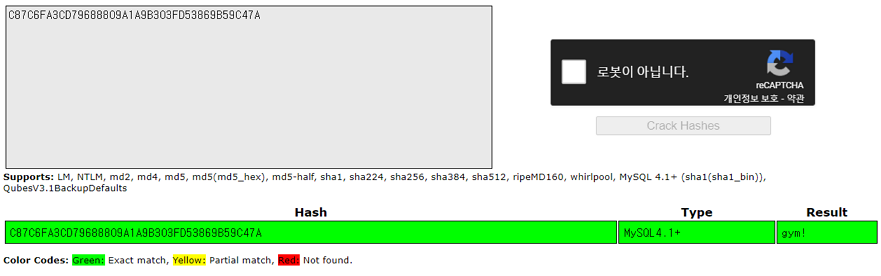 C87C6FA3CD79688809A1A9B303FD53869B59C47A
로봇이 아닙니다.
reCAPTCHA
개인정보 보호 - 약관
Crack Hashes
Supports: LM, NTLM, md2, md4, md5, md5(md5_hex), md5-half, sha1, sha224, sha256, sha384, sha512, ripeMD160, whirlpool, MySQL 4.1+ (sha1(sha1_bin)),
QubesV3.1BackupDefaults
Hash Type Result
C87C6FA3CD79688809A1A9B303FD53869B59C47A MySQL4.1+ gym!
Color Codes: Green: Exact match, Yellow: Partial match, Red: Not found.